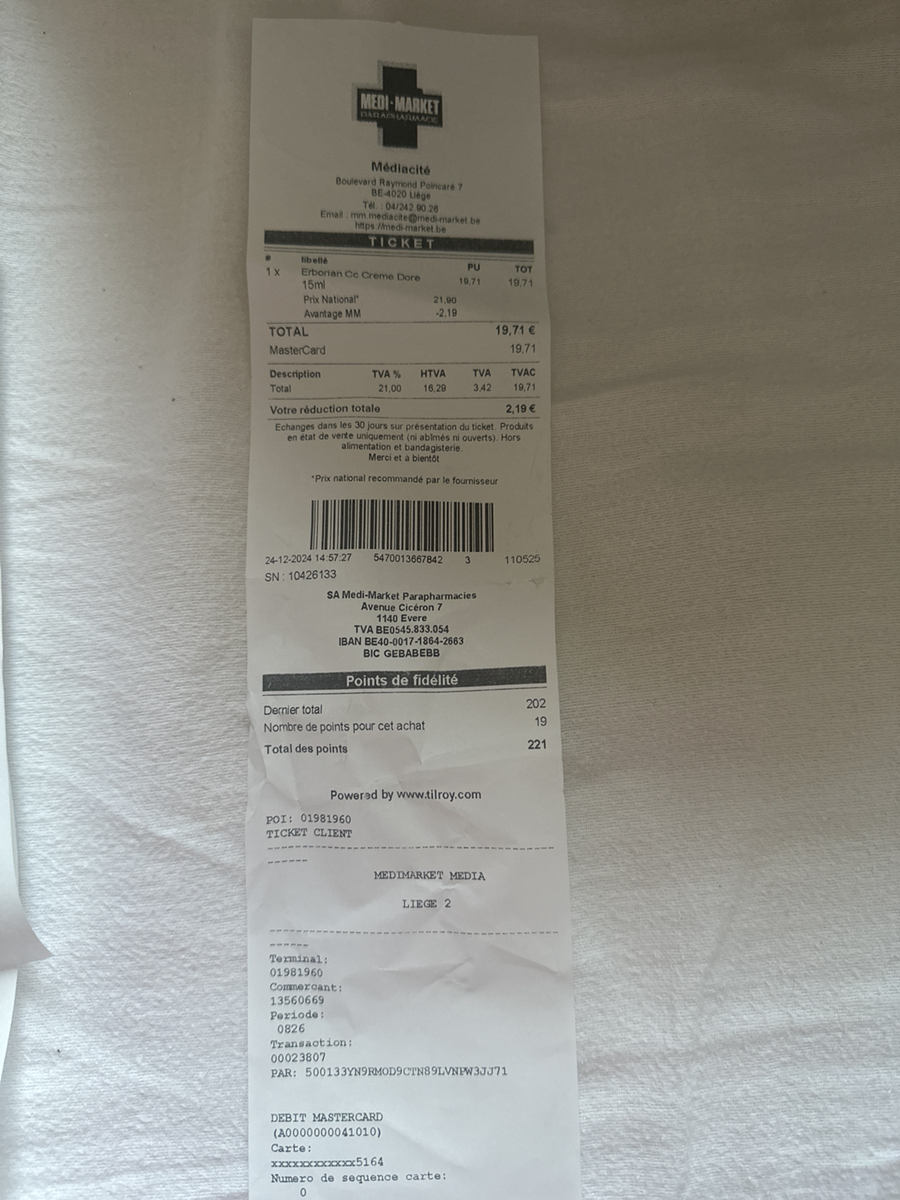 MEDI-MARKET
PARAPHARMACIE
Médiacité
Boulevard Raymond Poincaré 7
BE-4020 Liège
Tél. : 04/242 90 26
Email : mm.mediacite@medi-market.be
https://medi-market.be
TICKET
# libellé PU TOT
1 x Erborian Cc Creme Dore 19,71 19,71
15ml
Prix National* 21,90
Avantage MM -2,19
TOTAL 19,71 €
MasterCard 19,71
Description TVA % HTVA TVA TVAC
Total 21,00 16,29 3,42 19,71
Votre réduction totale 2,19 €
Echanges dans les 30 jours sur présentation du ticket. Produits
en état de vente uniquement (ni abîmés ni ouverts). Hors
alimentation et bandagisterie.
Merci et à bientôt
*Prix national recommandé par le fournisseur
24-12-2024 14:57:27 5470013667842 3 110525
SN : 10426133
SA Medi-Market Parapharmacies
Avenue Cicéron 7
1140 Evere
TVA BE0545.833.054
IBAN BE40-0017-1864-2663
BIC GEBABEBB
Points de fidélité
Dernier total 202
Nombre de points pour cet achat 19
Total des points 221
Powered by www.tilroy.com
POI: 01981960
TICKET CLIENT
MEDIMARKET MEDIA
LIEGE 2
Terminal:
01981960
Commercant:
13560669
Periode:
0826
Transaction:
00023807
PAR: 500133YN9RMOD9CTN89LVNPW3JJ71
DEBIT MASTERCARD
(A0000000041010)
Carte:
xxxxxxxxxxxx5164
Numero de sequence carte:
0